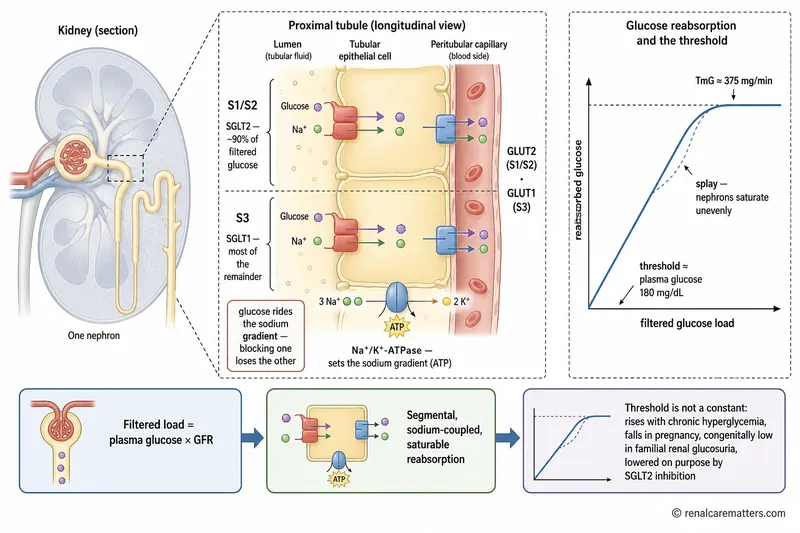 Kidney (section)
One nephron
Proximal tubule (longitudinal view)
Lumen
(tubular fluid)
Tubular
epithelial cell
Peritubular capillary
(blood side)
S1/S2
SGLT2 —
~90% of
filtered
glucose
Glucose
Na⁺
S3
SGLT1 —
most of
the
remainder
Glucose
Na⁺
GLUT2
(S1/S2)
•
GLUT1
(S3)
3 Na⁺
2 K⁺
ATP
glucose rides
the sodium
gradient —
blocking one
loses the other
Na⁺/K⁺-ATPase —
sets the sodium gradient (ATP)
Glucose reabsorption
and the threshold
TmG ≈ 375 mg/min
reabsorbed glucose
splay —
nephrons saturate
unevenly
threshold ≈
plasma glucose
180 mg/dL
filtered glucose load
Filtered load =
plasma glucose × GFR
ATP
Segmental,
sodium-coupled,
saturable
reabsorption
Threshold is not a constant:
rises with chronic hyperglycemia,
falls in pregnancy, congenitally low
in familial renal glucosuria,
lowered on purpose by
SGLT2 inhibition
© renalcarematters.com